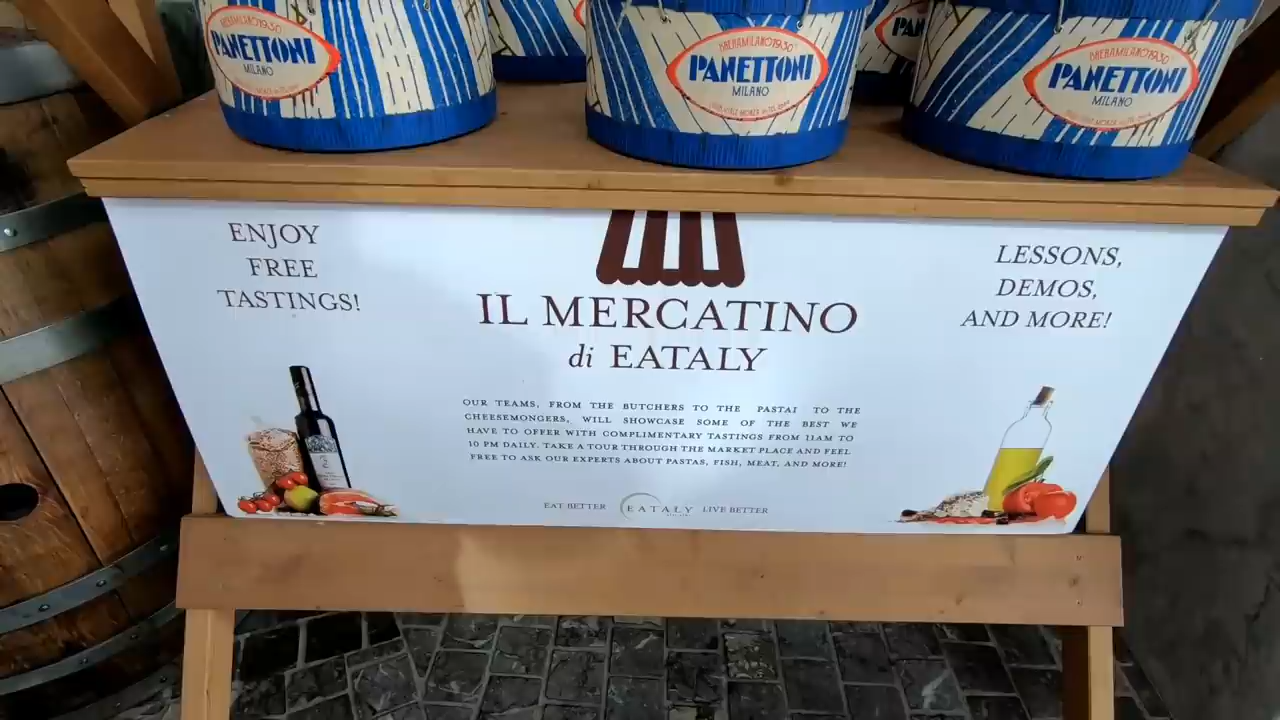 PANETTONI
MILANO
PANETTONI
MILANO
PAN
PANETTONI
MILANO
ENJOY
FREE
TASTINGS!
IL MERCATINO
di EATALY
LESSONS,
DEMOS,
AND MORE!
OUR TEAMS, FROM THE BUTCHERS TO THE PASTAI TO THE
CHEESEMONGERS, WILL SHOWCASE SOME OF THE BEST WE
HAVE TO OFFER WITH COMPLIMENTARY TASTINGS FROM 11AM TO
10 PM DAILY. TAKE A TOUR THROUGH THE MARKET PLACE AND FEEL
FREE TO ASK OUR EXPERTS ABOUT PASTAS, FISH, MEAT, AND MORE!
EAT BETTER EATALY LIVE BETTER